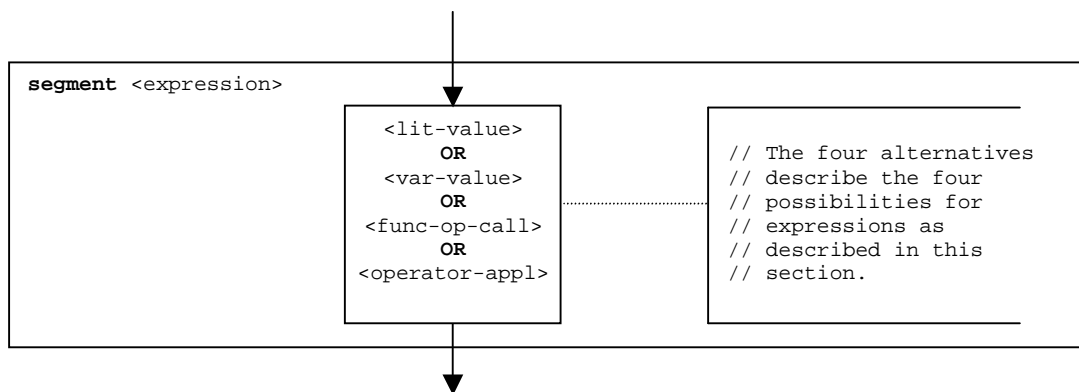 segment <expression>
<lit-value>
OR
<var-value>
OR
<func-op-call>
OR
<operator-appl>
// The four alternatives
// describe the four
// possibilities for
// expressions as
// described in this
// section.